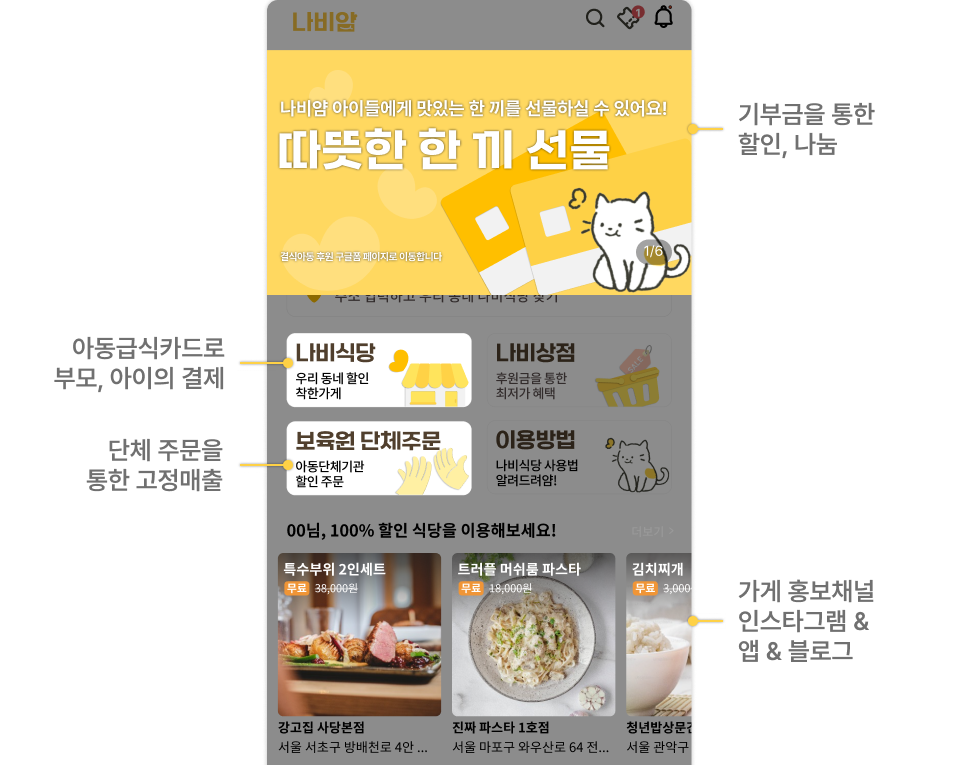 나비얌
1
나비얌 아이들에게 맛있는 한 끼를 선물하실 수 있어요!
따뜻한 한 끼 선물
결식아동 후원 구글폼 페이지로 이동합니다
1/6
기부금을 통한
할인, 나눔
주소 입력하고 우리 동네 나비식당 찾기
아동급식카드로
부모, 아이의 결제
나비식당
우리 동네 할인
착한가게
나비상점
후원금을 통한
최저가 혜택
SALE
단체 주문을
통한 고정매출
보육원 단체주문
아동단체기관
할인 주문
이용방법
나비식당 사용법
알려드려얌!
00님, 100% 할인 식당을 이용해보세요!
더보기 >
특수부위 2인세트
무료 38,000원
트러플 머쉬룸 파스타
무료 18,000원
김치찌개
무료 3,000
가게 홍보채널
인스타그램 &
앱 & 블로그
강고집 사당본점
서울 서초구 방배천로 4안 ...
진짜 파스타 1호점
서울 마포구 와우산로 64 전...
청년밥상문간
서울 관악구